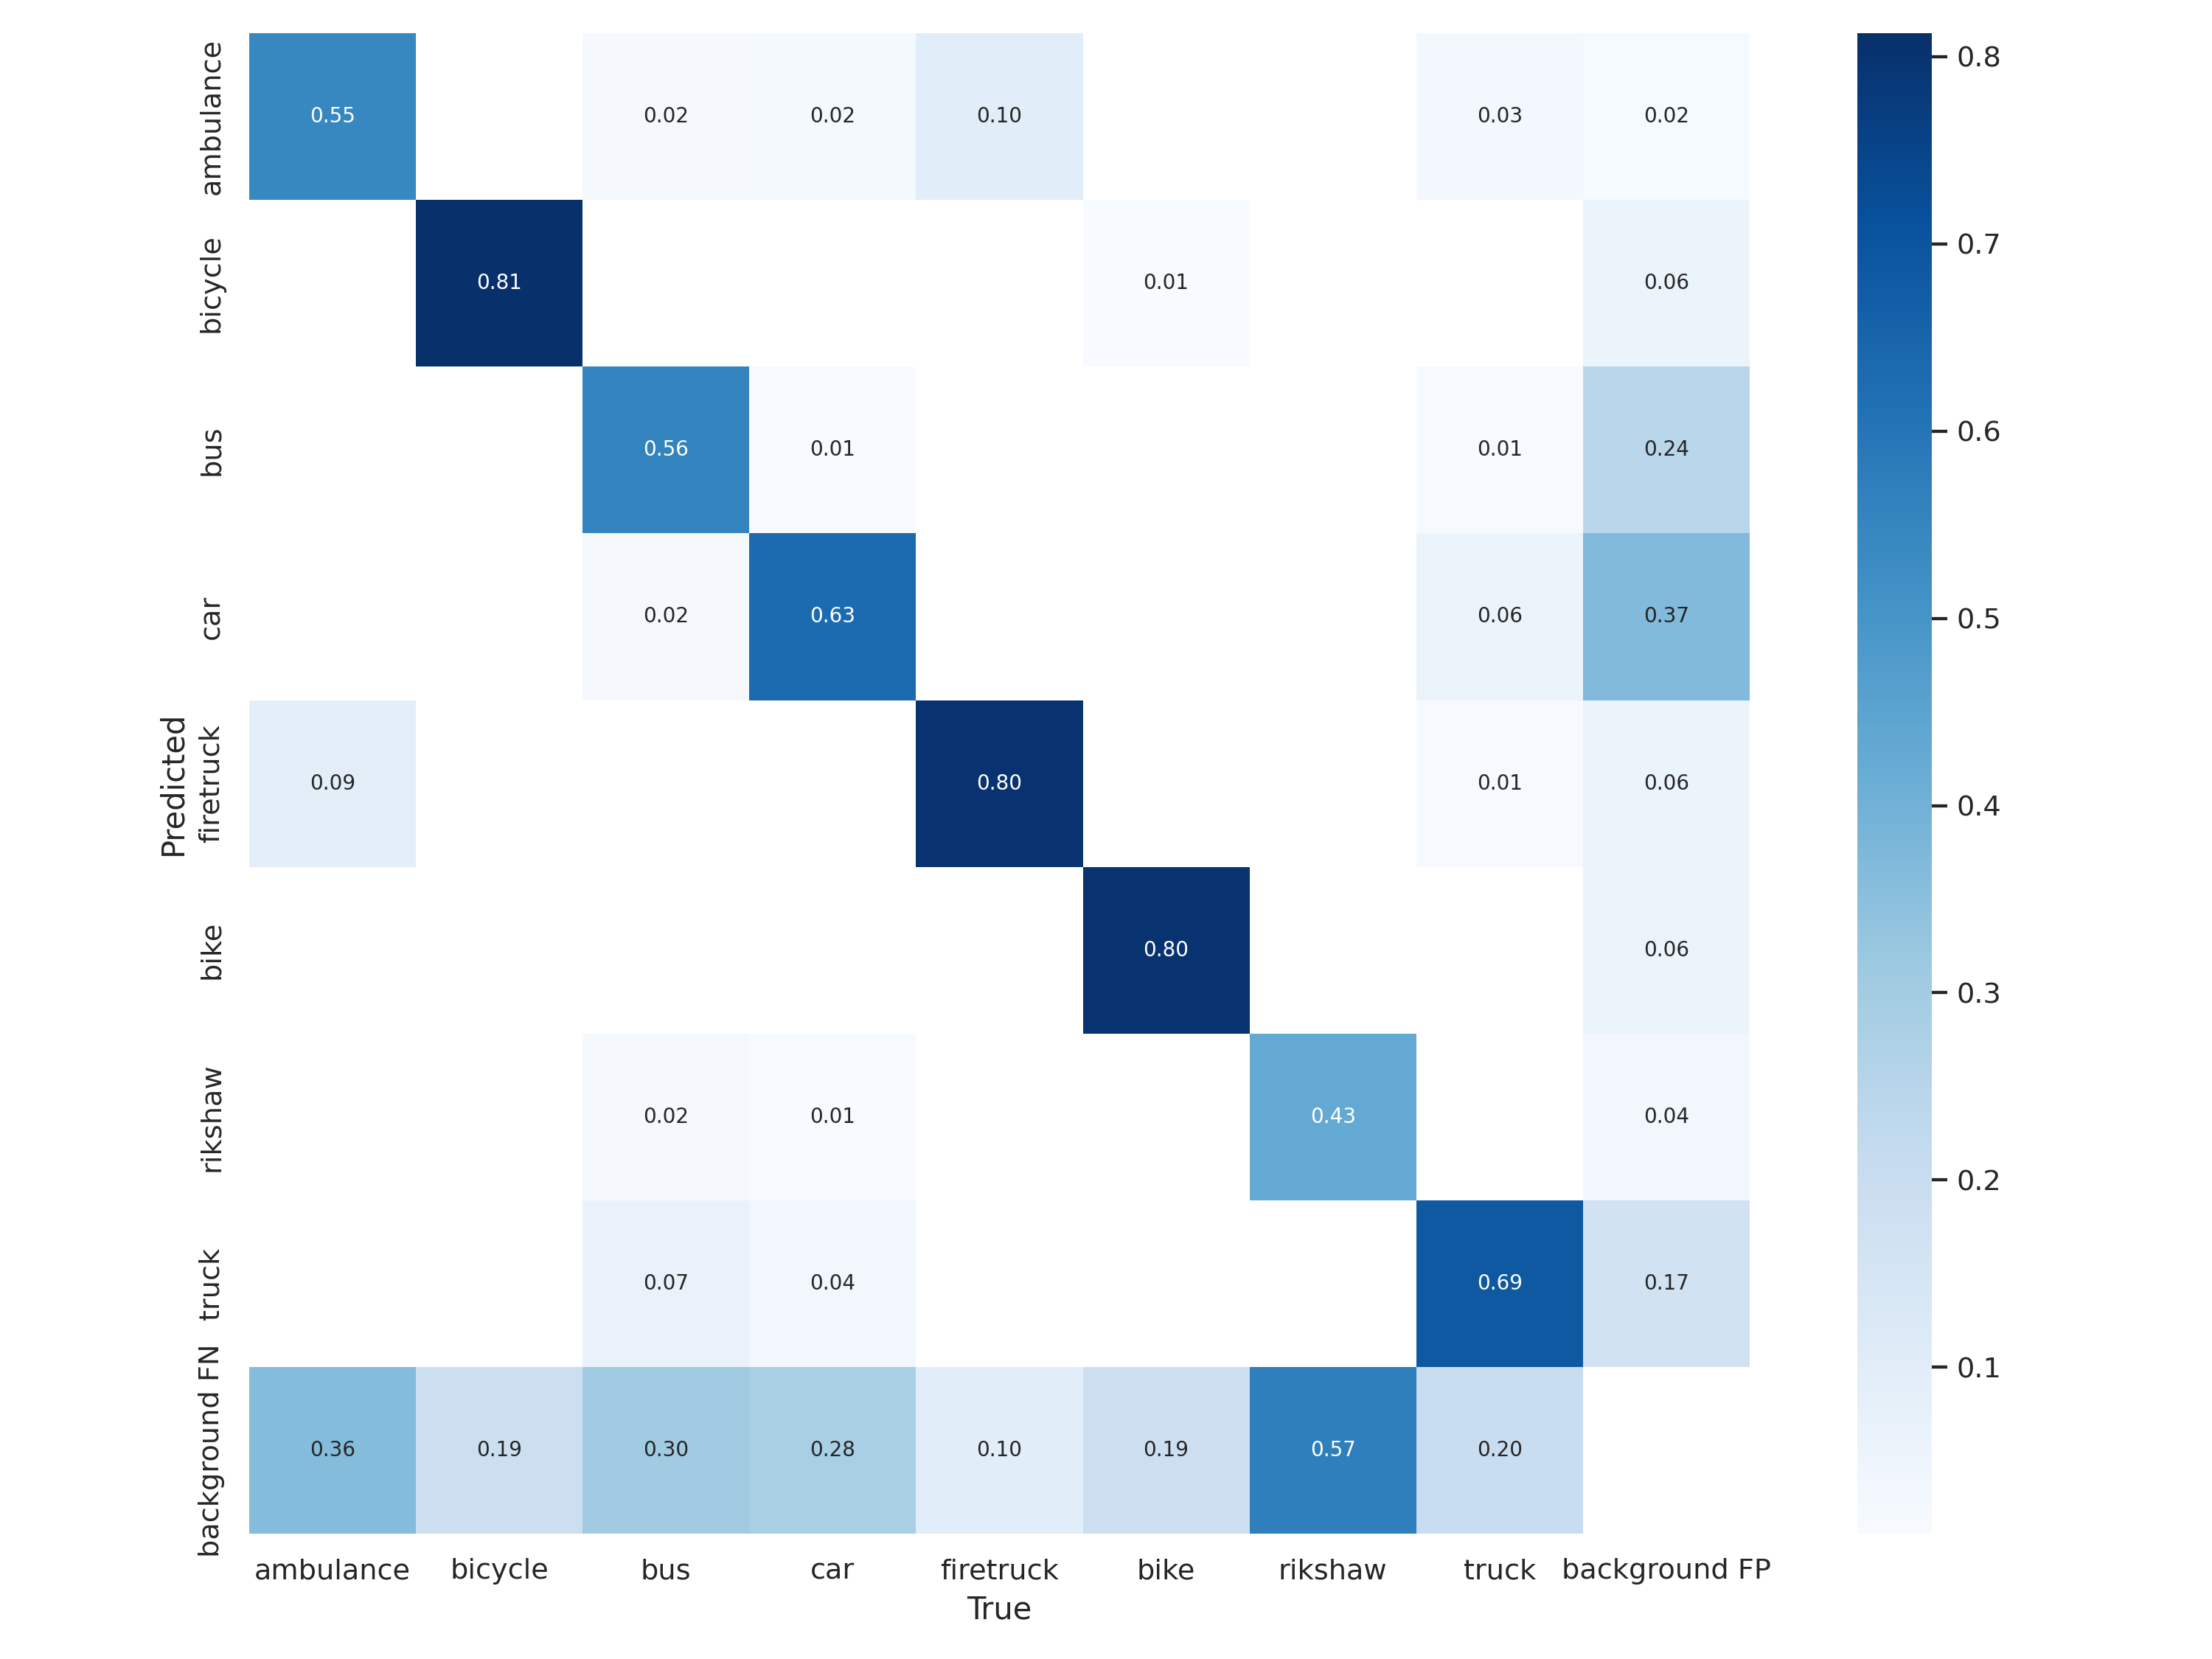 ambulance 0.55 0.02 0.02 0.10 0.03 0.02
bicycle 0.81 0.01 0.06
bus 0.56 0.01 0.01 0.24
car 0.02 0.63 0.06 0.37
Predicted
firetruck 0.09 0.80 0.01 0.06
bike 0.80 0.06
rikshaw 0.02 0.01 0.43 0.04
truck 0.07 0.04 0.69 0.17
background FN 0.36 0.19 0.30 0.28 0.10 0.19 0.57 0.20
ambulance bicycle bus car firetruck bike rikshaw truck background FP
True
0.8
0.7
0.6
0.5
0.4
0.3
0.2
0.1